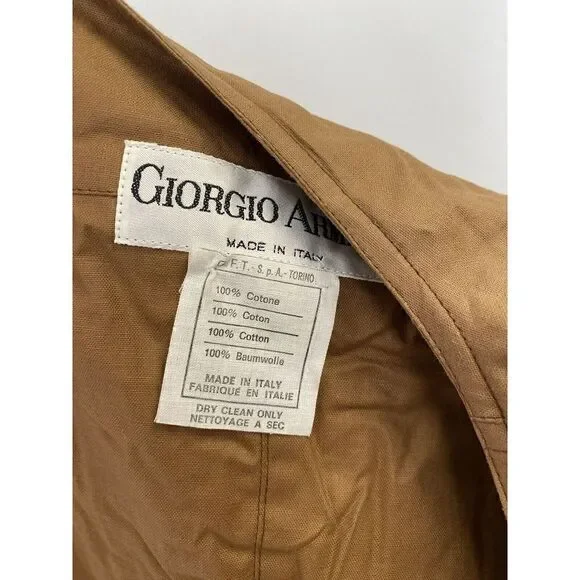 GIORGIO AR
MADE IN ITALY
G. F. T. - S. p. A. - TORINO
100% Cotone
100% Coton
100% Cotton
100% Baumwolle
MADE IN ITALY
FABRIQUÉ EN ITALIE
DRY CLEAN ONLY
NETTOYAGE A SEC